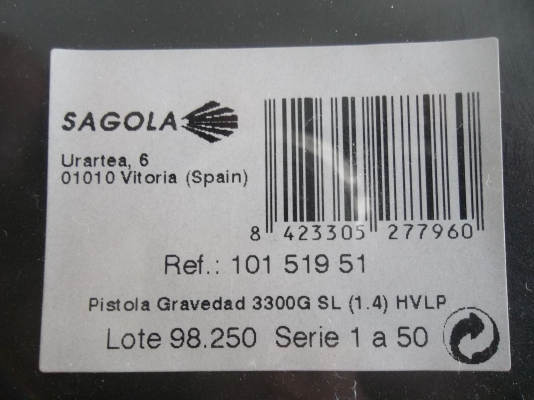 SAGOLA
Urartea, 6
01010 Vitoria (Spain)
8 423305 277960
Ref.: 101 519 51
Pistola Gravedad 3300G SL (1.4) HVLP
Lote 98.250 Serie 1 a 50